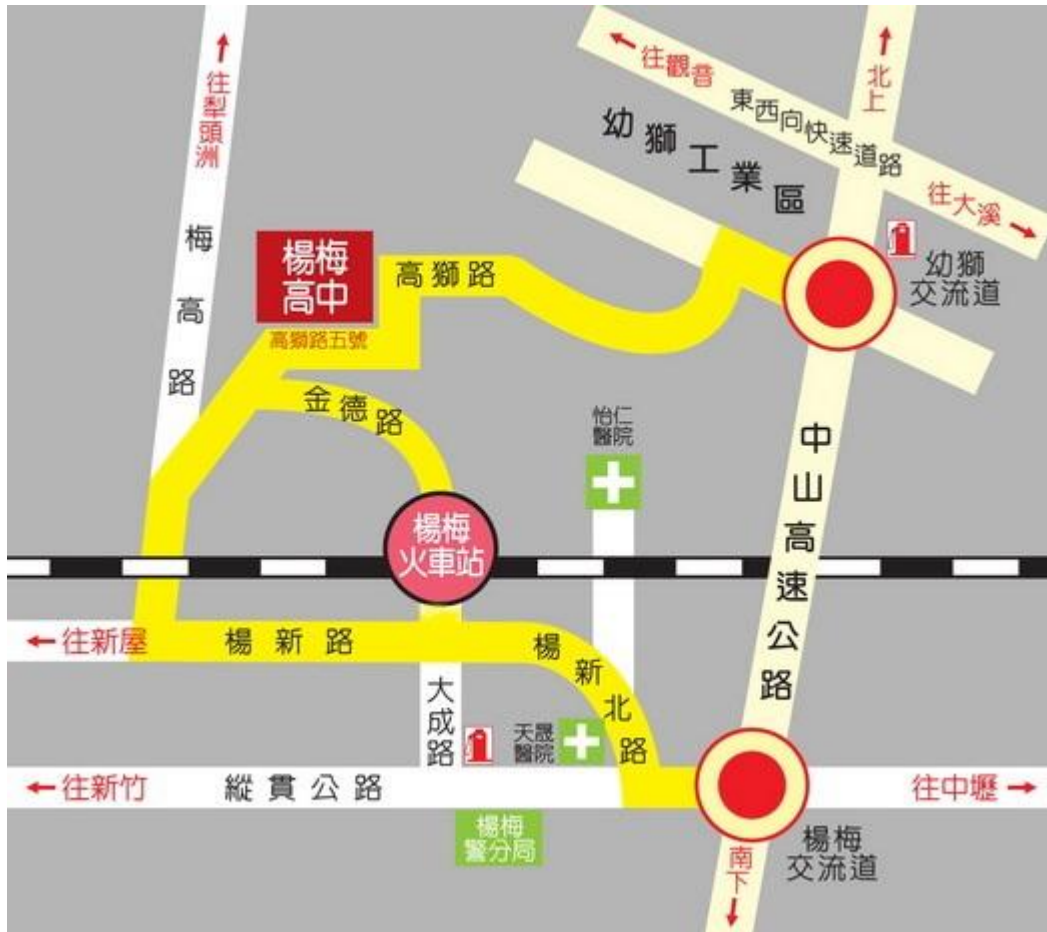 往觀音
北上
往犁頭洲
東西向快速道路
幼獅工業區
往大溪
梅高路
楊梅
高中
高獅路
幼獅
交流道
高獅路五號
金德路
怡仁
醫院
中山高速公路
楊梅
火車站
往新屋
楊新路
楊新北路
大成路
天晟
醫院
往新竹
縱貫公路
往中壢
楊梅
警分局
楊梅
交流道
南下